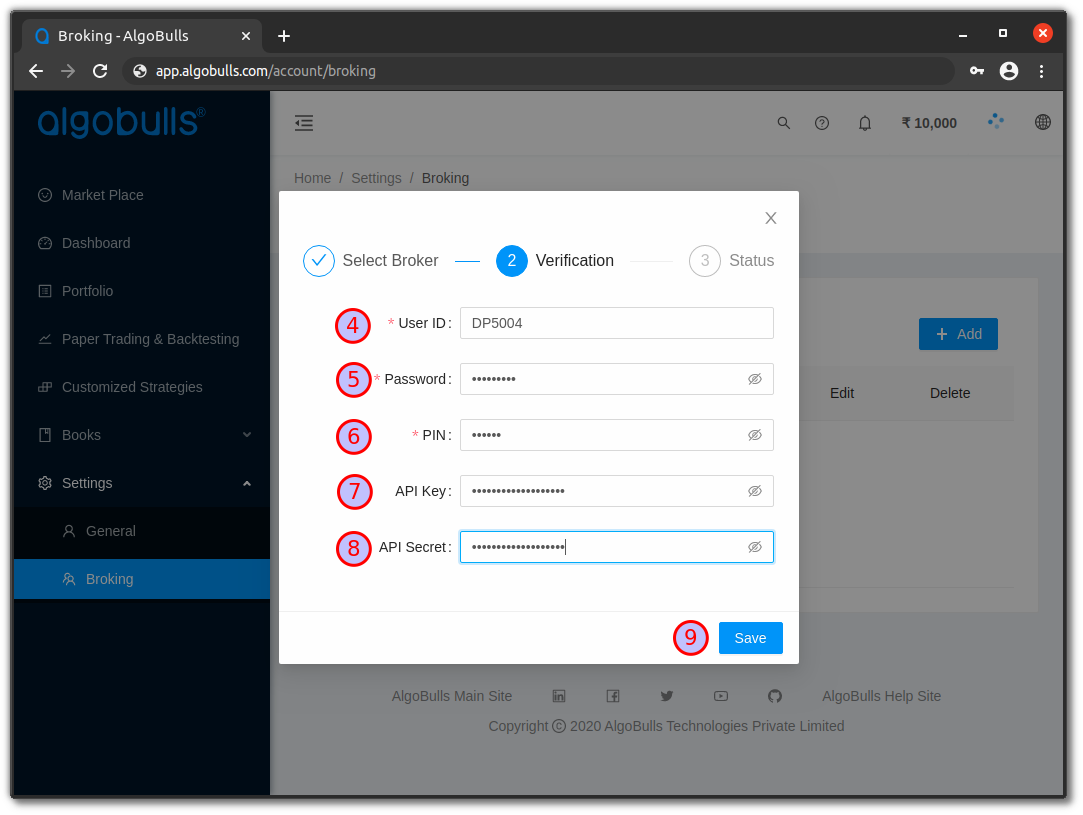 Broking - AlgoBulls
app.algobulls.com/account/broking
algobulls®
₹ 10,000
Market Place
Dashboard
Portfolio
Paper Trading & Backtesting
Customized Strategies
Books
Settings
General
Broking
Home / Settings / Broking
Select Broker
2 Verification
3 Status
4 * User ID : DP5004
5 * Password : •••••••••
6 * PIN : ••••••
7 API Key : •••••••••••••••••••
8 API Secret : •••••••••••••••••••
9 Save
+ Add
Edit Delete
AlgoBulls Main Site
AlgoBulls Help Site
Copyright © 2020 AlgoBulls Technologies Private Limited